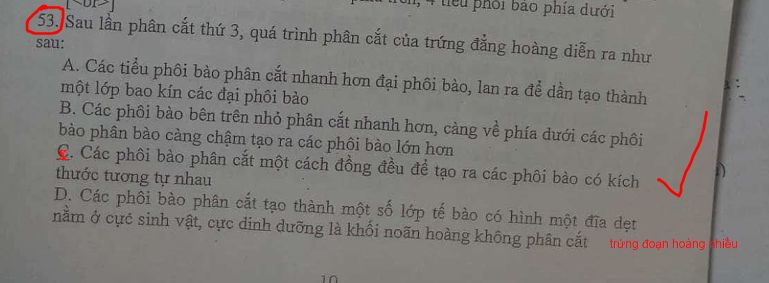 4 tiểu phôi bào phía dưới
53. Sau lần phân cắt thứ 3, quá trình phân cắt của trứng đẳng hoàng diễn ra như
sau:
A. Các tiểu phôi bào phân cắt nhanh hơn đại phôi bào, lan ra để dần tạo thành
một lớp bao kín các đại phôi bào
B. Các phôi bào bên trên nhỏ phân cắt nhanh hơn, càng về phía dưới các phôi
bào phân bào càng chậm tạo ra các phôi bào lớn hơn
C. Các phôi bào phân cắt một cách đồng đều để tạo ra các phôi bào có kích
thước tương tự nhau
D. Các phôi bào phân cắt tạo thành một số lớp tế bào có hình một đĩa dẹt
nằm ở cực sinh vật, cực dinh dưỡng là khối noãn hoàng không phân cắt trứng đoạn hoàng nhiều
10